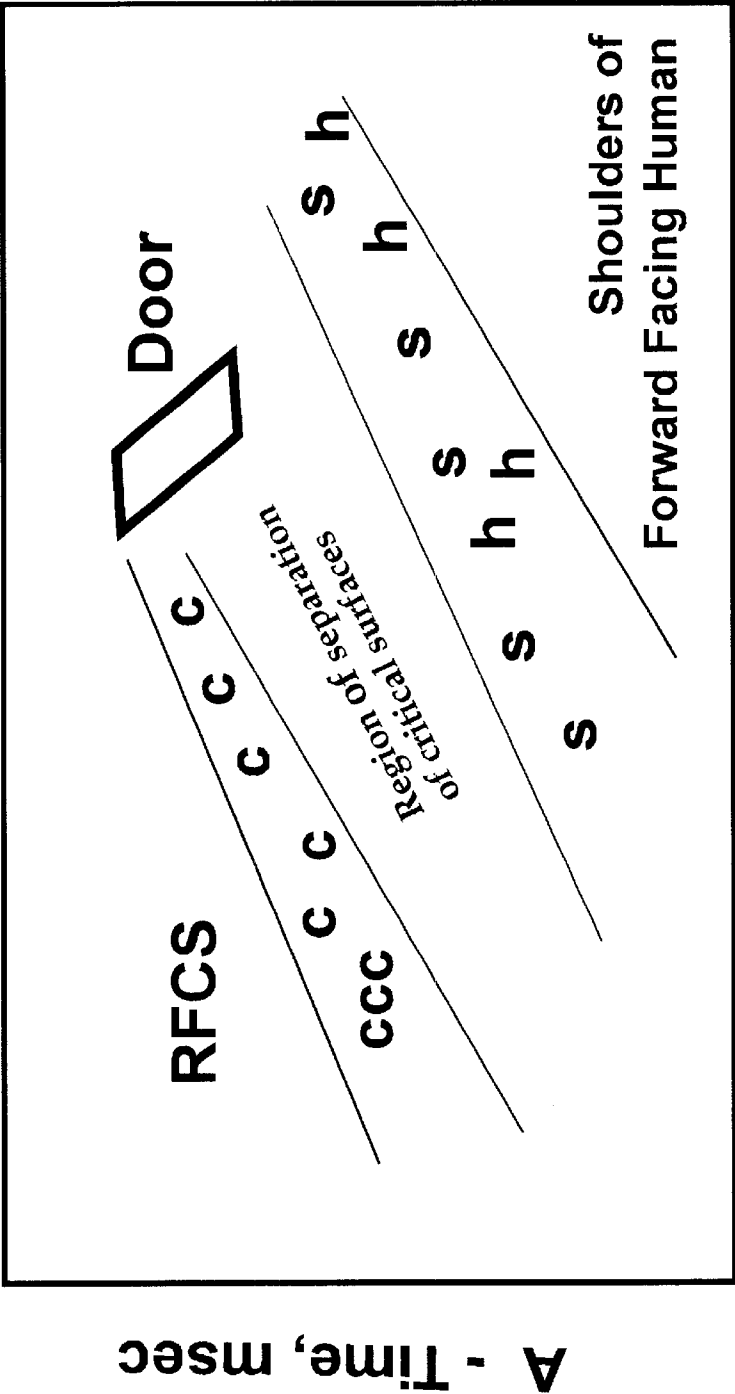 A - Time, msec
Door
RFCS
c
c
c
c c s h
ccc h
s
s
h
s h
s
Region of separation
of critical surfaces
Shoulders of
Forward Facing Human